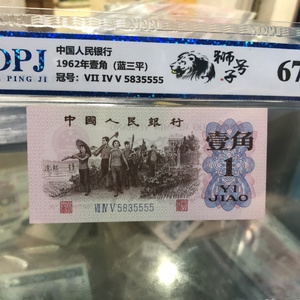 OPJ
PING JI
中国人民银行
1962年壹角（蓝三平）
冠号：VII IV V 5835555
狮子号
67
中國人民銀行
壹角
1
YI
JIAO
VII IV V 5835555